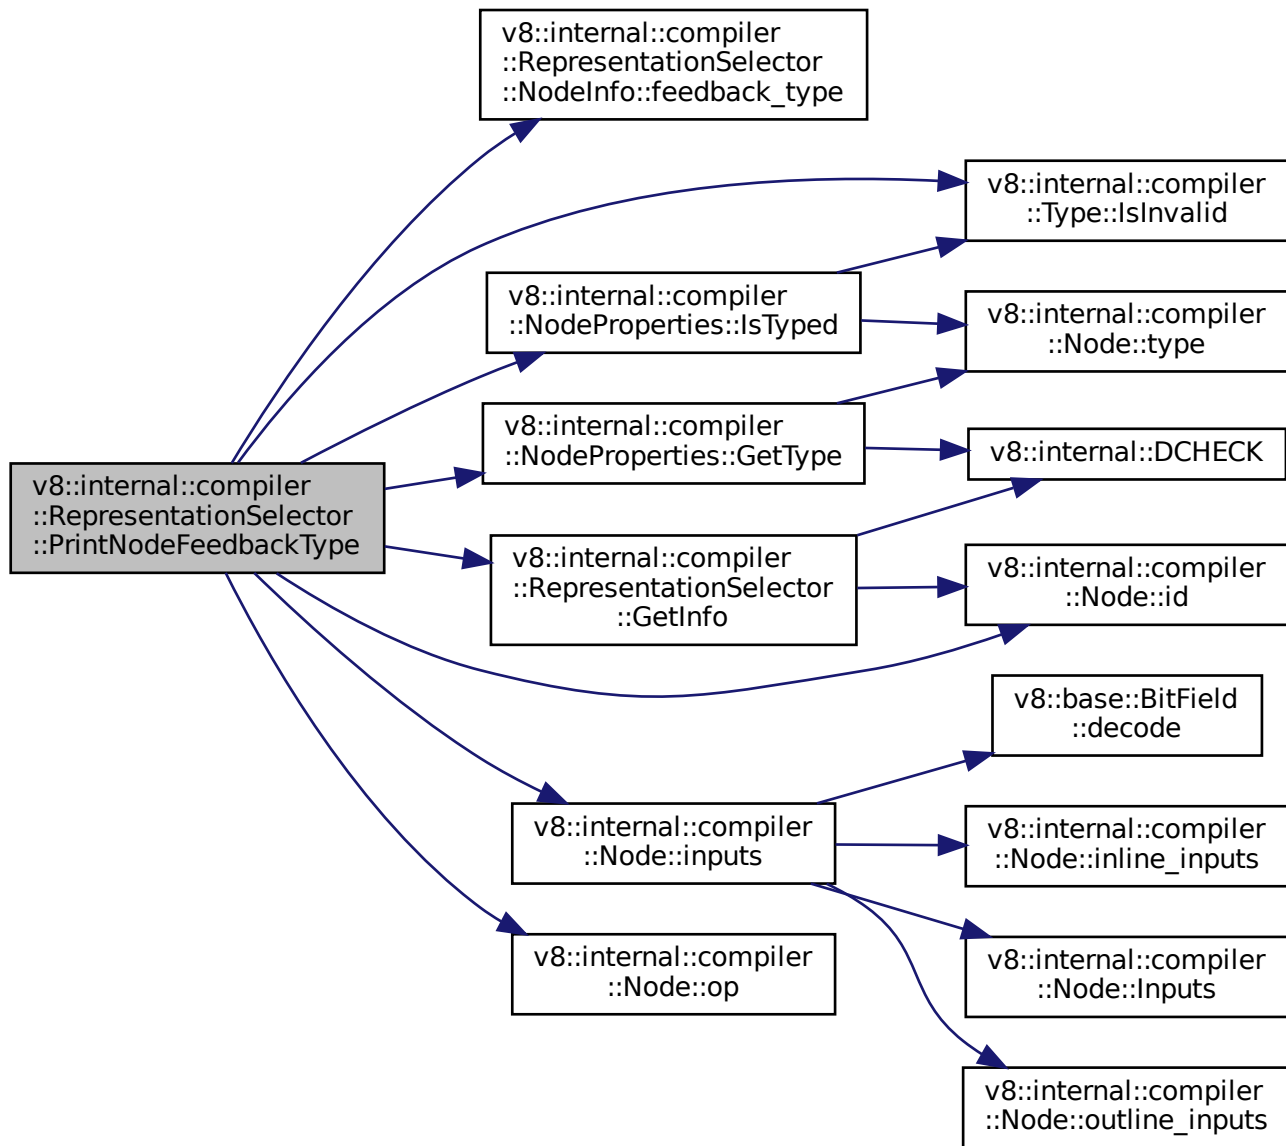 v8::internal::compiler
::RepresentationSelector
::NodeInfo::feedback_type
v8::internal::compiler
::Type::IsInvalid
v8::internal::compiler
::NodeProperties::IsTyped
v8::internal::compiler
::Node::type
v8::internal::compiler
::NodeProperties::GetType
v8::internal::DCHECK
v8::internal::compiler
::RepresentationSelector
::PrintNodeFeedbackType
v8::internal::compiler
::RepresentationSelector
::GetInfo
v8::internal::compiler
::Node::id
v8::base::BitField
::decode
v8::internal::compiler
::Node::inputs
v8::internal::compiler
::Node::inline_inputs
v8::internal::compiler
::Node::op
v8::internal::compiler
::Node::Inputs
v8::internal::compiler
::Node::outline_inputs